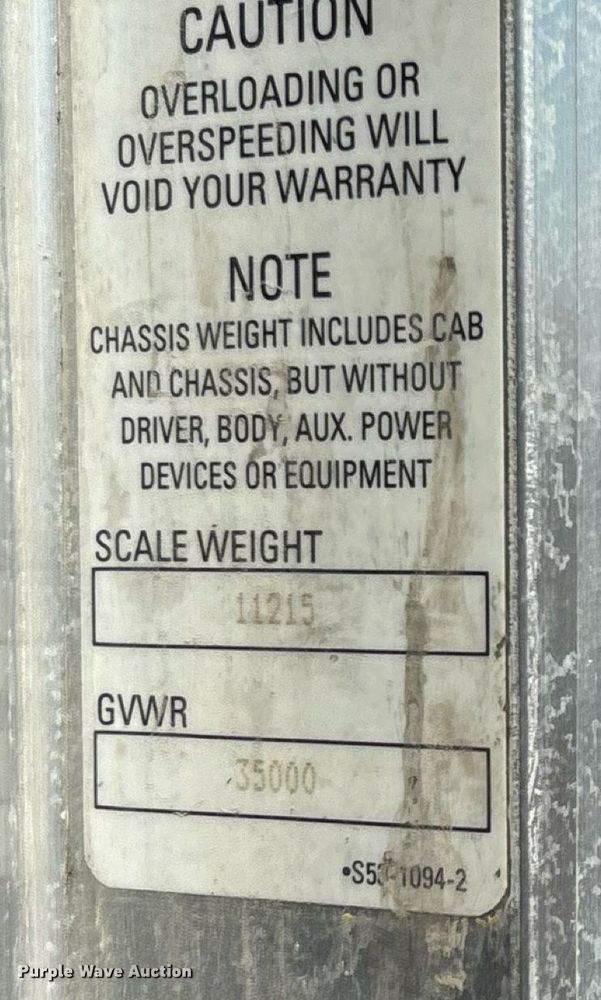 CAUTION
OVERLOADING OR
OVERSPEEDING WILL
VOID YOUR WARRANTY
NOTE
CHASSIS WEIGHT INCLUDES CAB
AND CHASSIS, BUT WITHOUT
DRIVER, BODY, AUX. POWER
DEVICES OR EQUIPMENT
SCALE WEIGHT
11215
GVWR
35000
Purple Wave Auction